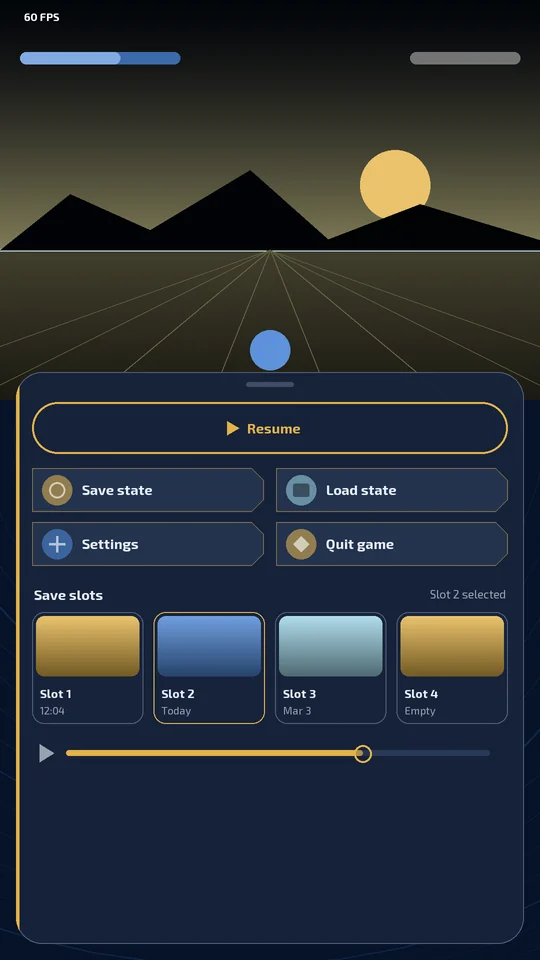 60 FPS
Resume
Save state
Load state
Settings
Quit game
Save slots
Slot 2 selected
Slot 1
12:04
Slot 2
Today
Slot 3
Mar 3
Slot 4
Empty